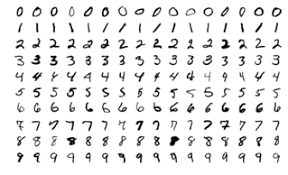 0 0 0 0 0 0 0 0 0 0 0 0 0 0 0 0
1 1 1 1 1 1 1 1 1 1 1 1 1 1 1 1
2 2 2 2 2 2 2 2 2 2 2 2 2 2 2 2
3 3 3 3 3 3 3 3 3 3 3 3 3 3 3 3
4 4 4 4 4 4 4 4 4 4 4 4 4 4 4 4
5 5 5 5 5 5 5 5 5 5 5 5 5 5 5 5
6 6 6 6 6 6 6 6 6 6 6 6 6 6 6 6
7 7 7 7 7 7 7 7 7 7 7 7 7 7 7 7
8 8 8 8 8 8 8 8 8 8 8 8 8 8 8 8
9 9 9 9 9 9 9 9 9 9 9 9 9 9 9 9